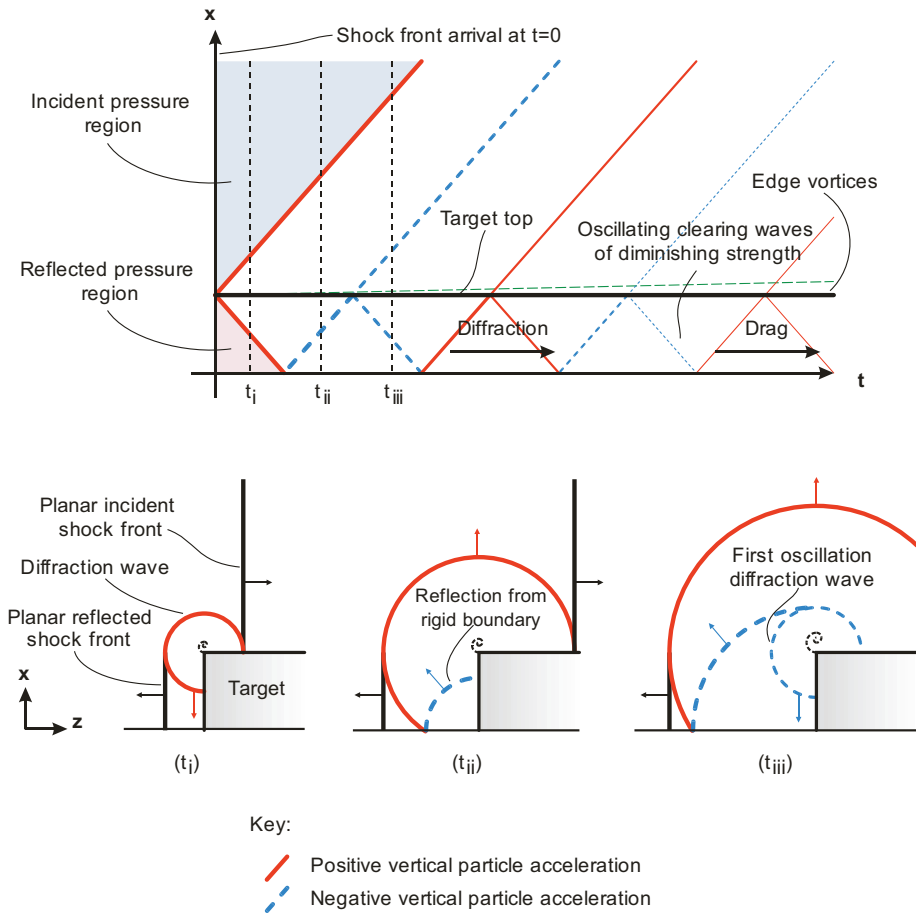 x
Shock front arrival at t=0
Incident pressure
region
Edge vortices
Target top
Oscillating clearing waves
of diminishing strength
Reflected pressure
region
Diffraction
Drag
ti
tii
tiii
t
Planar incident
shock front
Diffraction wave
Planar reflected
shock front
x
z
Target
(ti)
Reflection from
rigid boundary
(tii)
First oscillation
diffraction wave
(tiii)
Key:
Positive vertical particle acceleration
Negative vertical particle acceleration